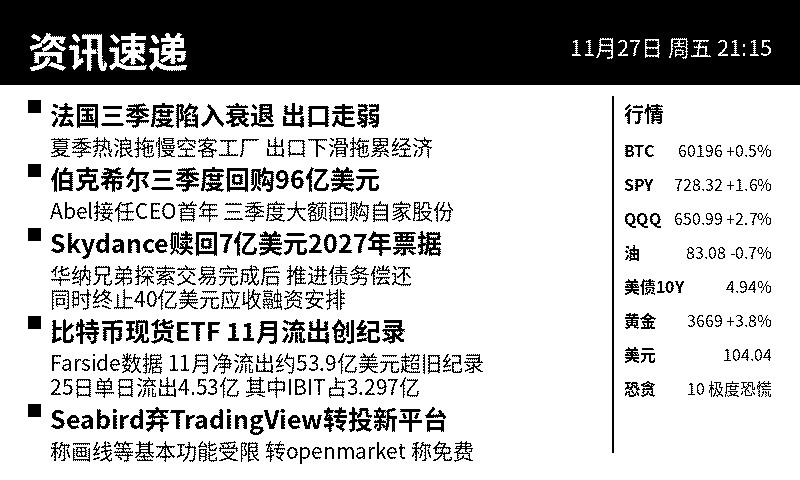 资讯速递
11月27日 周五 21:15
法国三季度陷入衰退 出口走弱
夏季热浪拖慢空客工厂 出口下滑拖累经济
伯克希尔三季度回购96亿美元
Abel接任CEO首年 三季度大额回购自家股份
Skydance赎回7亿美元2027年票据
华纳兄弟探索交易完成后 推进债务偿还
同时终止40亿美元应收融资安排
比特币现货ETF 11月流出创纪录
Farside数据 11月净流出约53.9亿美元超旧纪录
25日单日流出4.53亿 其中IBIT占3.297亿
Seabird弃TradingView转投新平台
称画线等基本功能受限 转openmarket 称免费
行情
BTC 60196 +0.5%
SPY 728.32 +1.6%
QQQ 650.99 +2.7%
油 83.08 -0.7%
美债10Y 4.94%
黄金 3669 +3.8%
美元 104.04
恐贪 10 极度恐慌